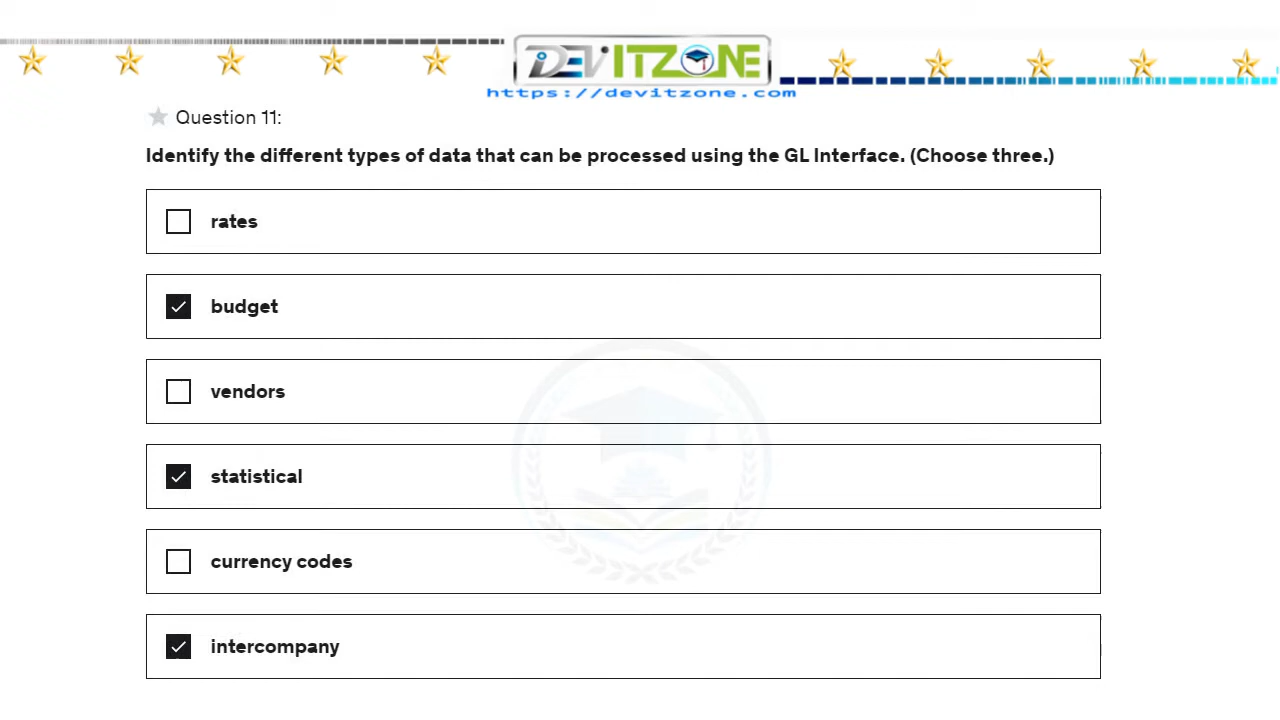 DEVITZONE
https://devitzone.com
Question 11:
Identify the different types of data that can be processed using the GL Interface. (Choose three.)
rates
budget
vendors
statistical
currency codes
intercompany